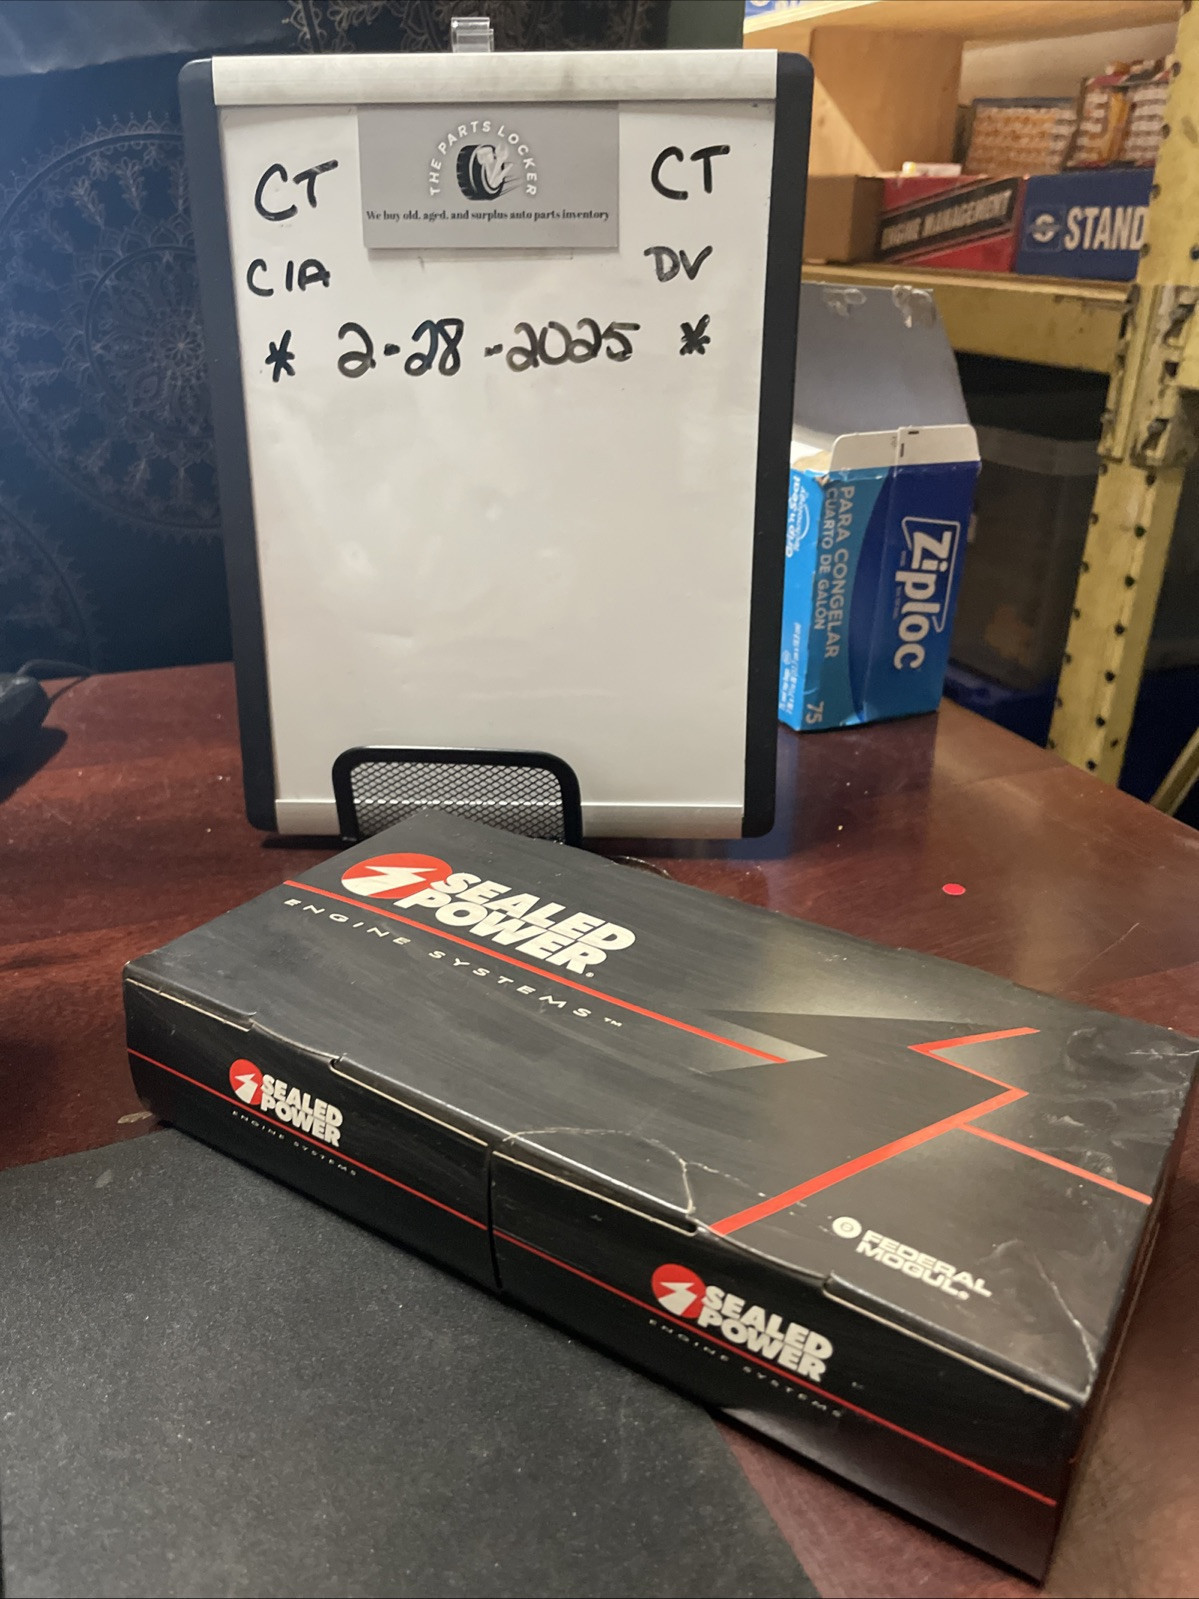 THE PARTS LOCKER
We buy old, aged, and surplus auto parts inventory
CT CT
CIA DV
* 2-28-2025 *
ENGINE MANAGEMENT
STAND
Ziploc
PARA CONGELAR
CUARTO DE GALÓN
75
SEALED
POWER®
ENGINE SYSTEMS™
FEDERAL
MOGUL®
SEALED
POWER
ENGINE SYSTEMS
SEALED
POWER
ENGINE SYSTEMS